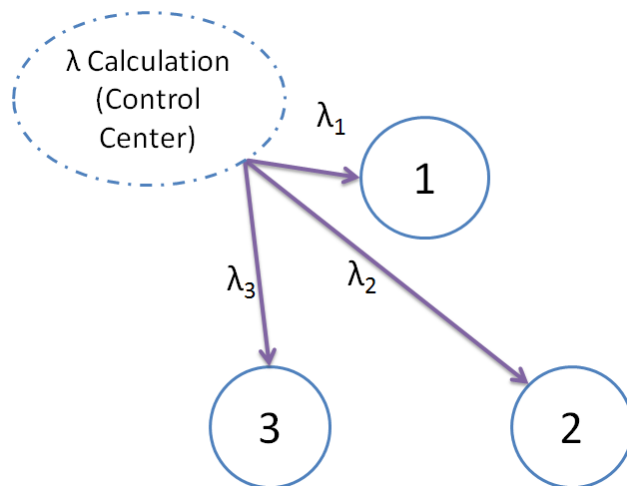 λ Calculation
(Control
Center)
λ₁
1
λ₃
λ₂
3
2